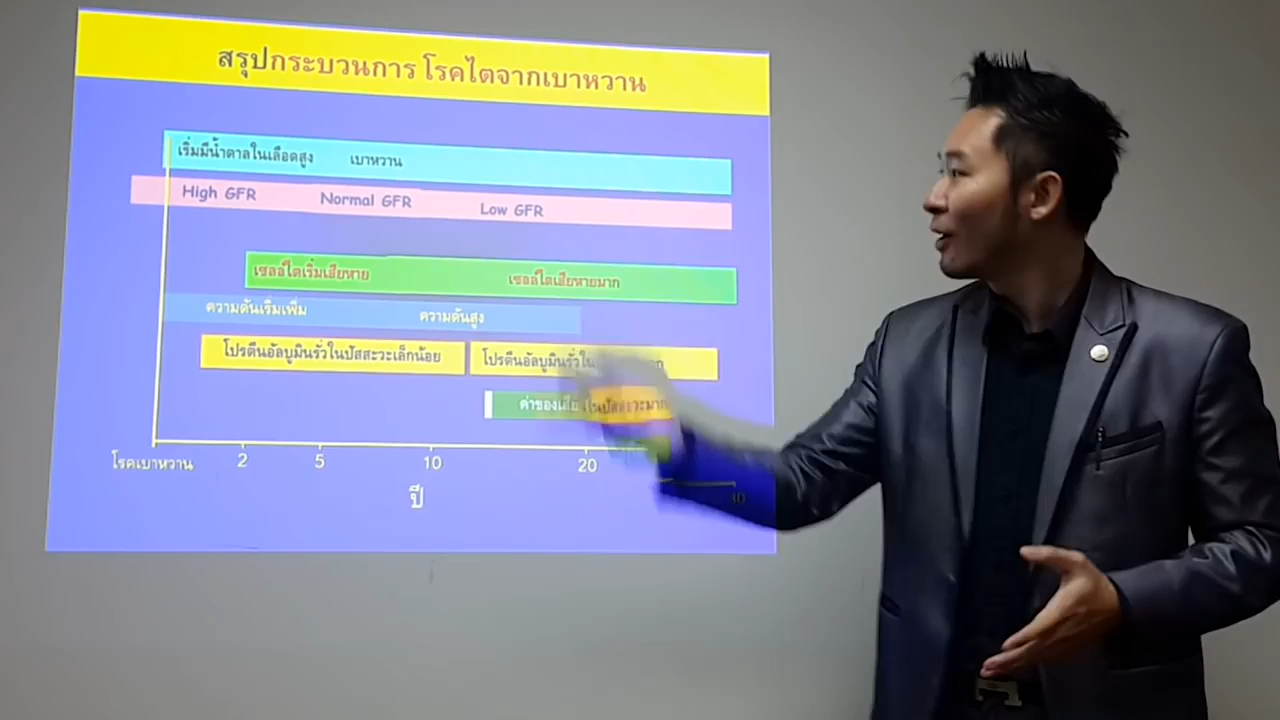 สรุปกระบวนการ โรคไตจากเบาหวาน
เริ่มมีน้ำตาลในเลือดสูง เบาหวาน
High GFR Normal GFR Low GFR
เซลล์ไตเริ่มเสียหาย เซลล์ไตเสียหายมาก
ความดันเริ่มเพิ่ม ความดันสูง
โปรตีนอัลบูมินรั่วในปัสสะวะเล็กน้อย โปรตีนอัลบูมินรั่วใน
ค่าของเสีย ในปัสสะวะมาก
โรคเบาหวาน 2 5 10 20 30
ปี